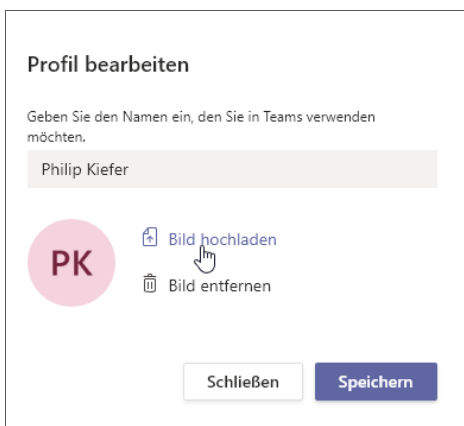 Profil bearbeiten
Geben Sie den Namen ein, den Sie in Teams verwenden
möchten.
Philip Kiefer
PK
Bild hochladen
Bild entfernen
Schließen
Speichern